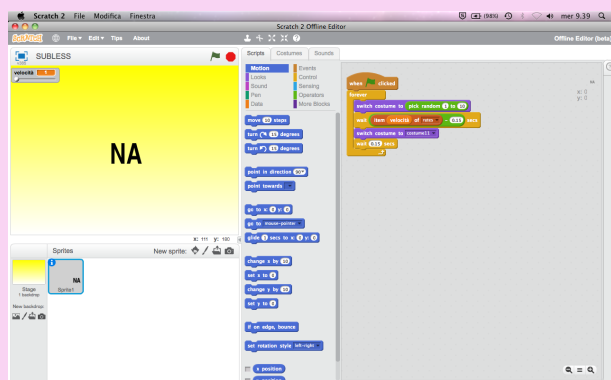 Scratch 2 File Modifica Finestra
(98%) mer 9.39
Scratch 2 Offline Editor
SCRATCH File Edit Tips About
Offline Editor (beta)
SUBLESS
velocità
NA
X: 111 y: 180
Sprites New sprite:
Stage
1 backdrop
New backdrop:
NA
Sprite1
Scripts Costumes Sounds
Motion Events
Looks Control
Sound Sensing
Pen Operators
Data More Blocks
move 10 steps
turn 15 degrees
turn 15 degrees
point in direction 90
point towards
go to x: 0 y: 0
go to mouse-pointer
glide 1 secs to x: 0 y: 0
change x by 10
set x to 0
change y by 10
set y to 0
if on edge, bounce
set rotation style left-right
x position
when clicked
forever
switch costume to pick random 1 to 10
wait item velocità of rates - 0.15 secs
switch costume to costume11
wait 0.15 secs
x: 0
y: 0